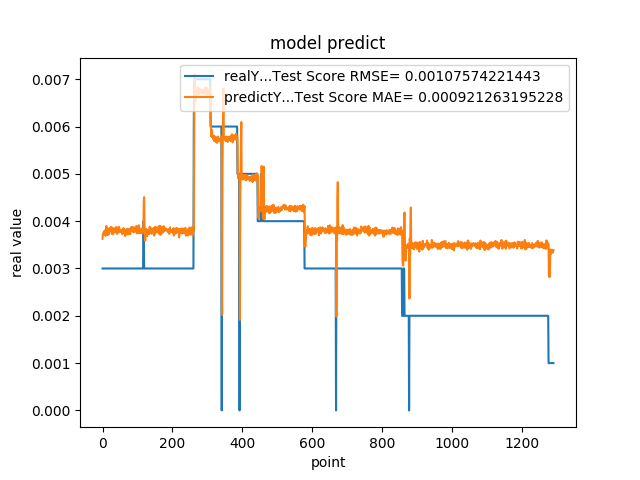 model predict
realY...Test Score RMSE= 0.00107574221443
predictY...Test Score MAE= 0.000921263195228
0.007
0.006
0.005
0.004
0.003
0.002
0.001
0.000
real value
0 200 400 600 800 1000 1200
point